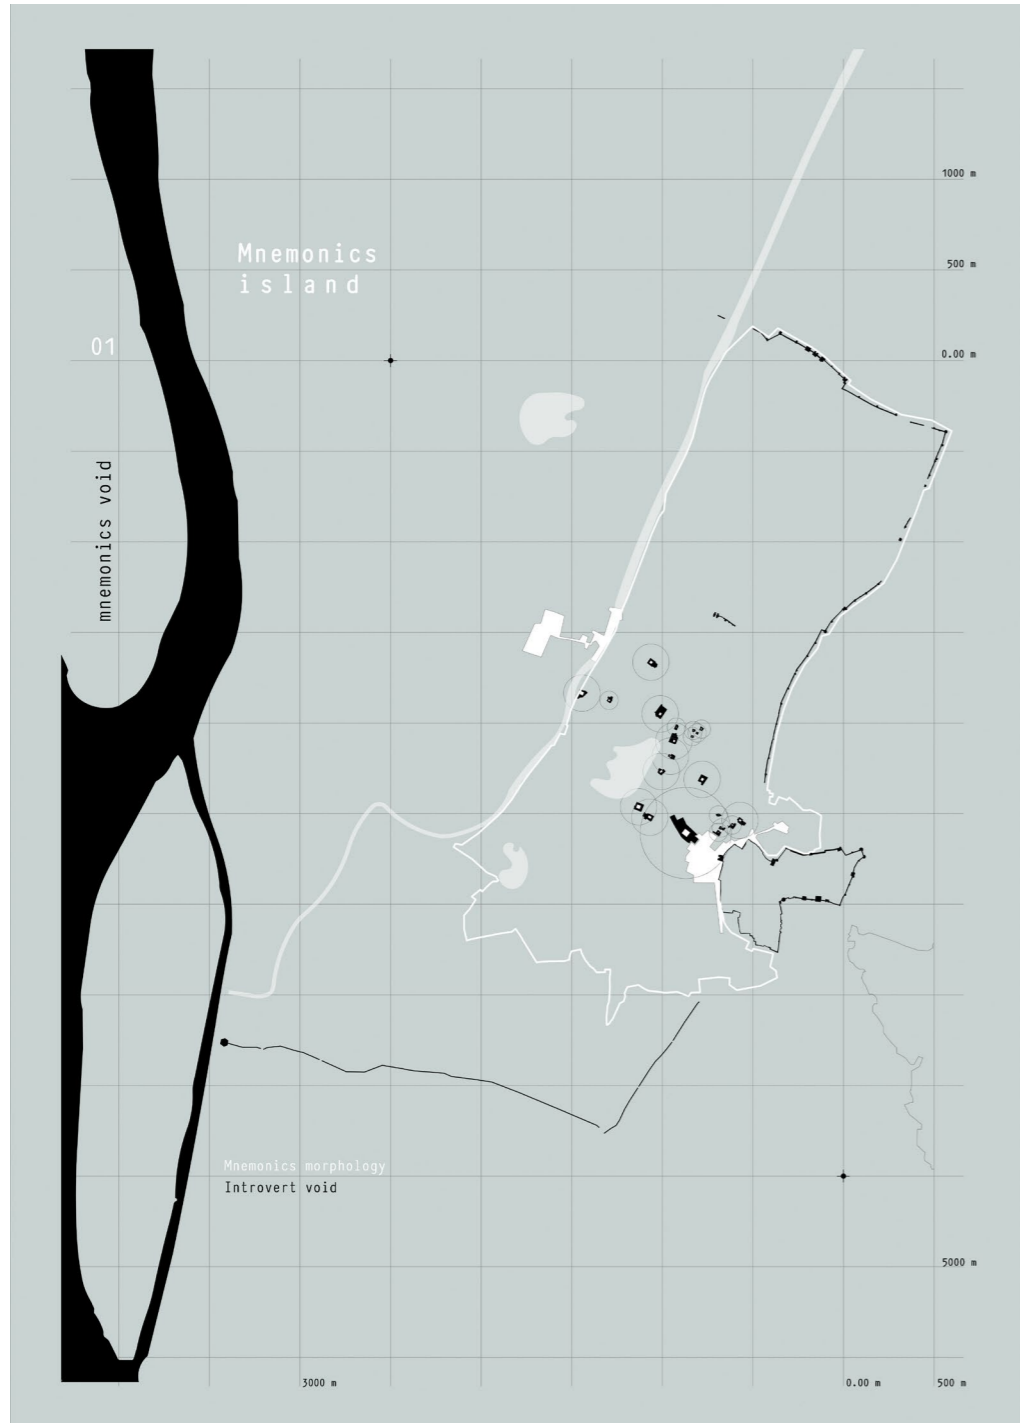 1000 m
Mnemonics
island
500 m
01
0.00 m
mnemonics void
Mnemonics morphology
Introvert void
5000 m
3000 m
0.00 m
500 m